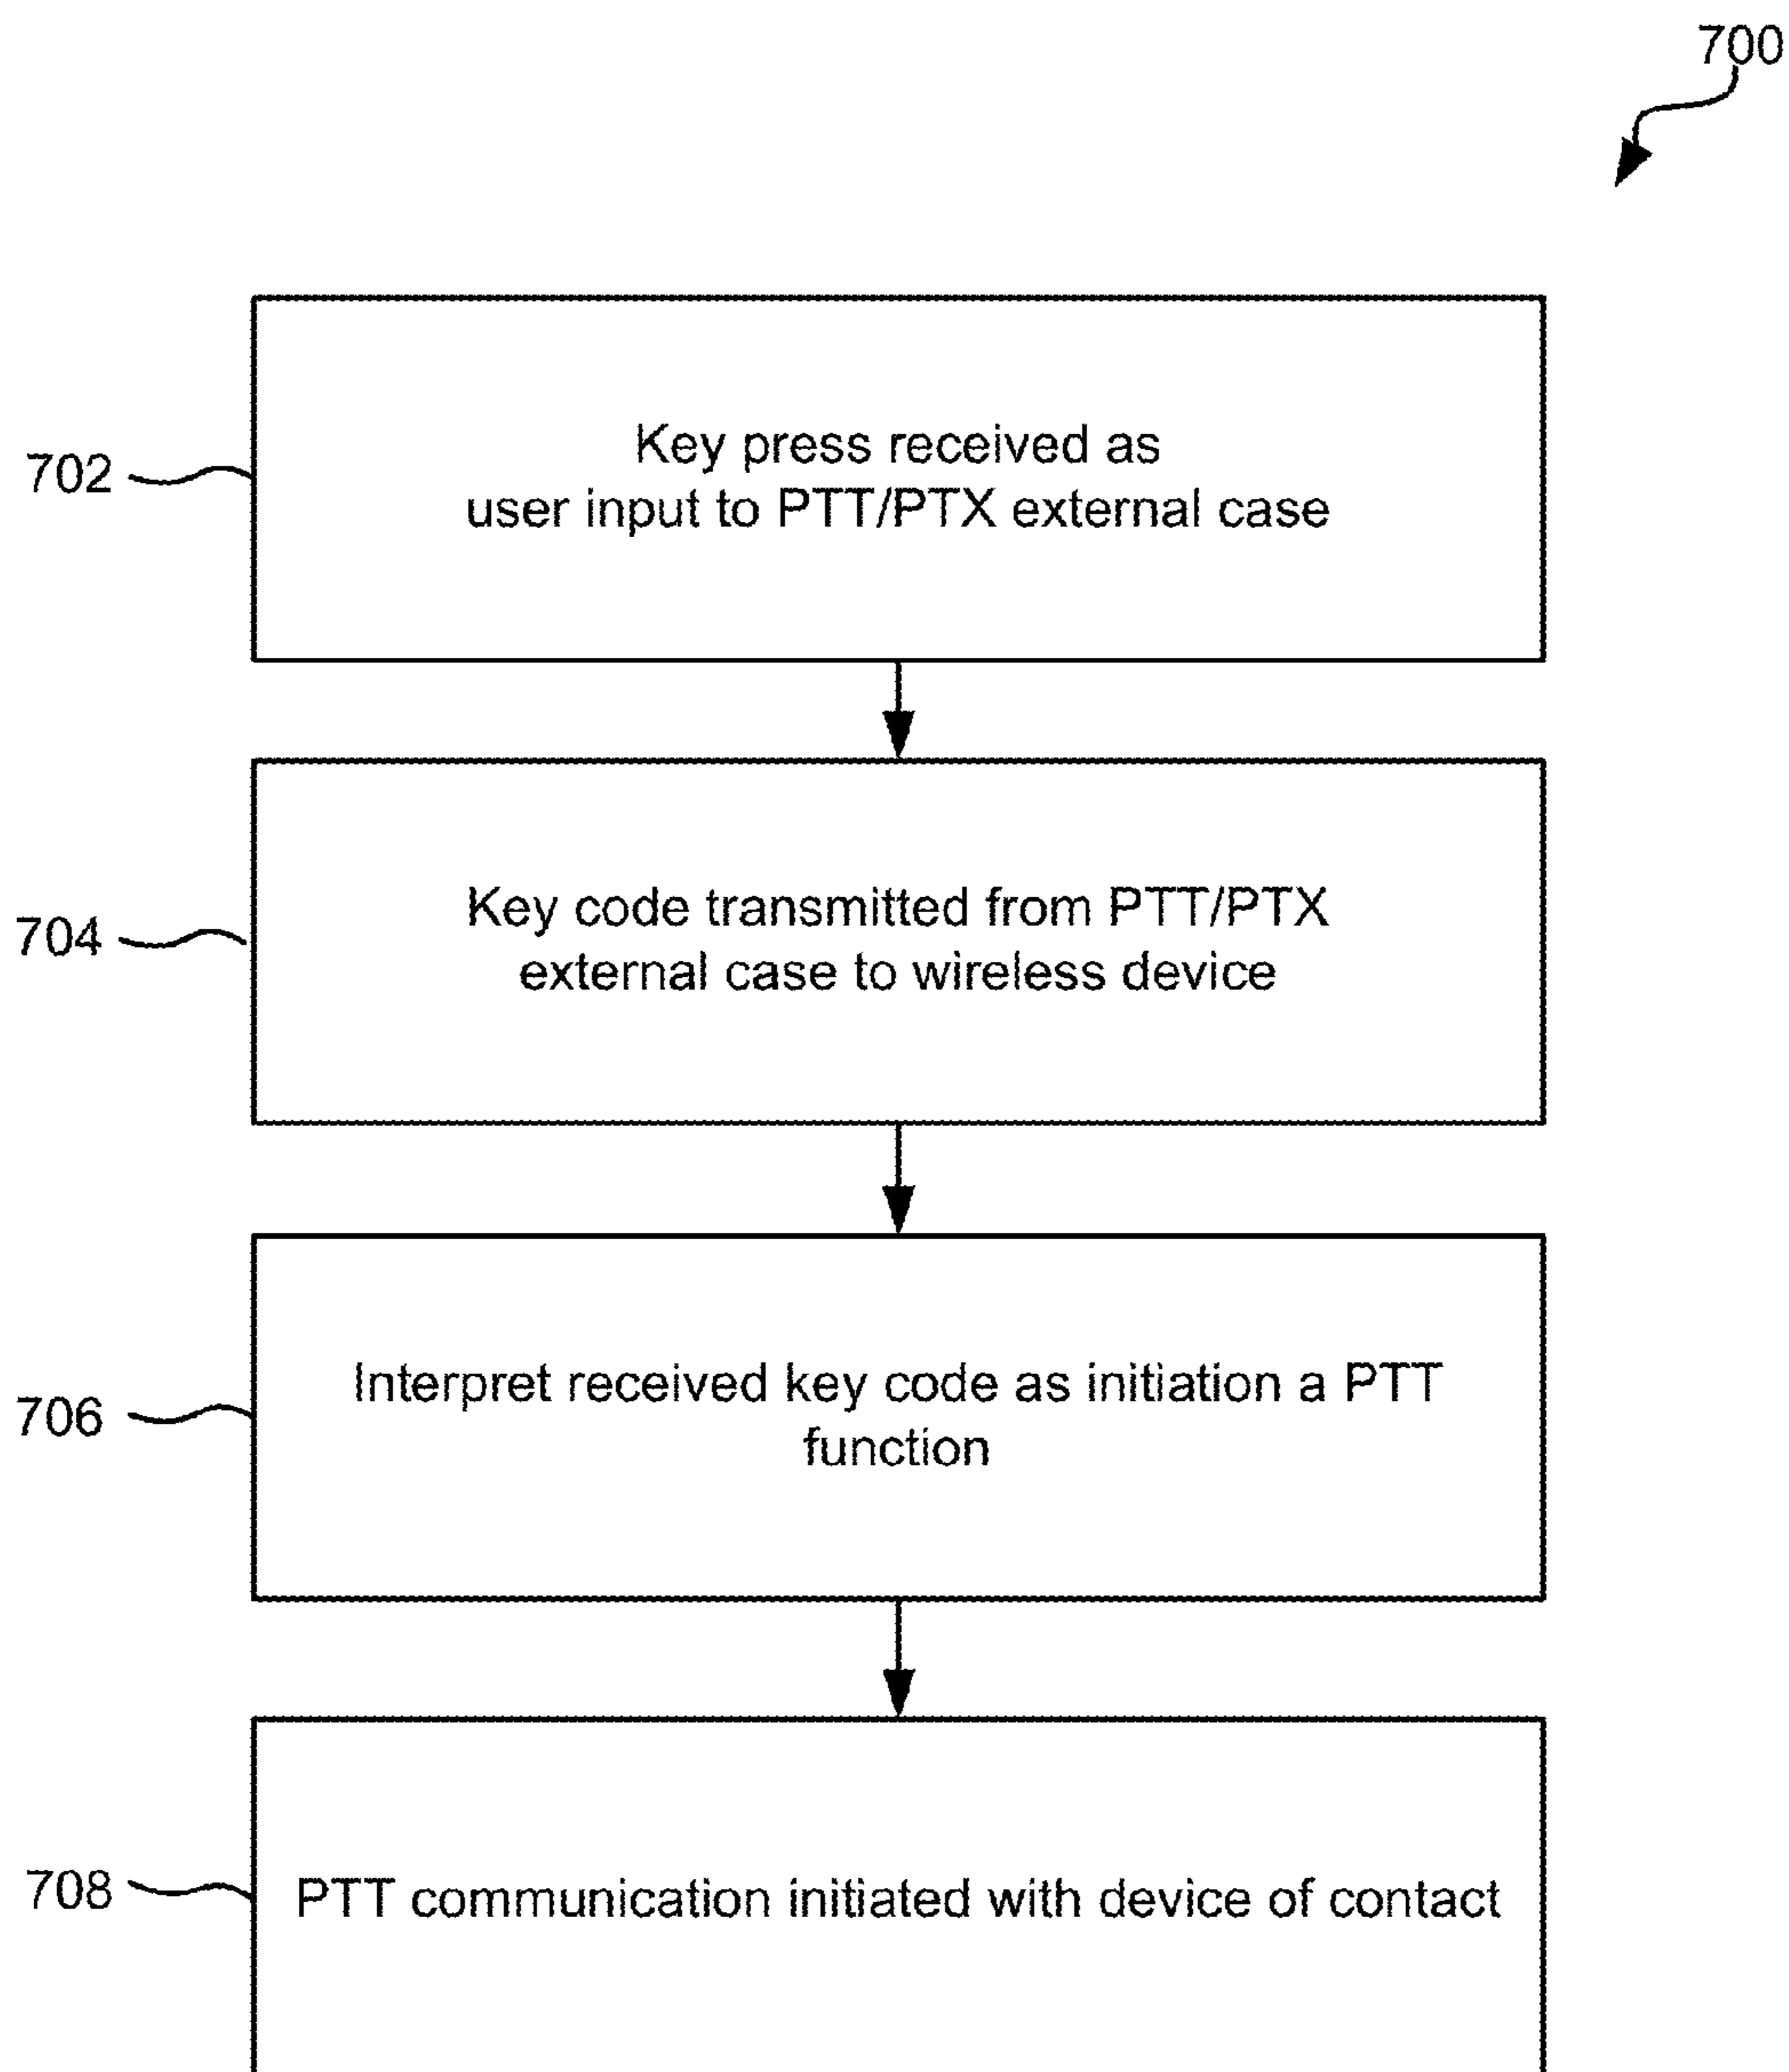 700
702
Key press received as
user input to PTT/PTX external case
704
Key code transmitted from PTT/PTX
external case to wireless device
706
Interpret received key code as initiation a PTT
function
708
PTT communication initiated with device of contact